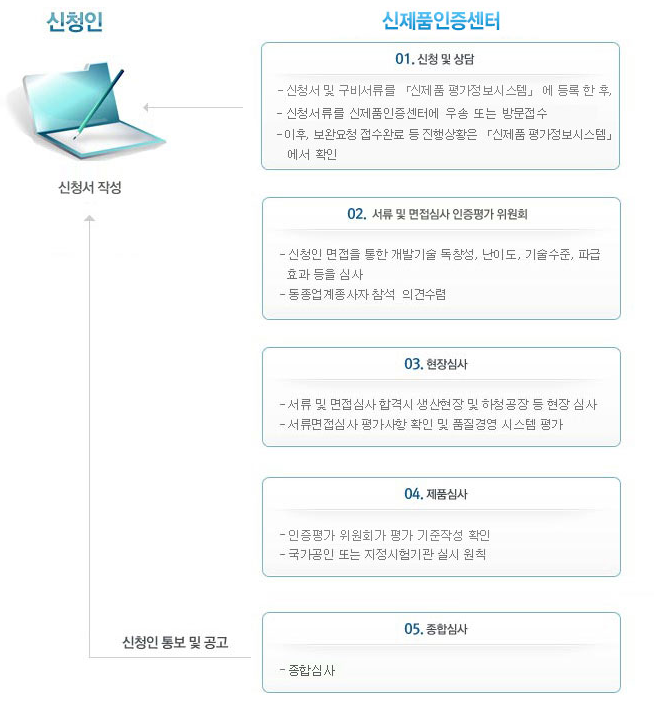 신청인
신제품인증센터
01. 신청 및 상담
- 신청서 및 구비서류를 「신제품 평가정보시스템」 에 등록 한 후,
- 신청서류를 신제품인증센터에 우송 또는 방문접수
- 이후, 보완요청 접수완료 등 진행상황은 「신제품 평가정보시스템」
에서 확인
신청서 작성
02. 서류 및 면접심사 인증평가 위원회
- 신청인 면접을 통한 개발기술 독창성, 난이도, 기술수준, 파급
효과 등을 심사
- 동종업계종사자 참석 의견수렴
03. 현장심사
- 서류 및 면접심사 합격시 생산현장 및 하청공장 등 현장 심사
- 서류면접심사 평가사항 확인 및 품질경영 시스템 평가
04. 제품심사
- 인증평가 위원회가 평가 기준작성 확인
- 국가공인 또는 지정시험기관 실시 원칙
05. 종합심사
신청인 통보 및 공고
- 종합심사